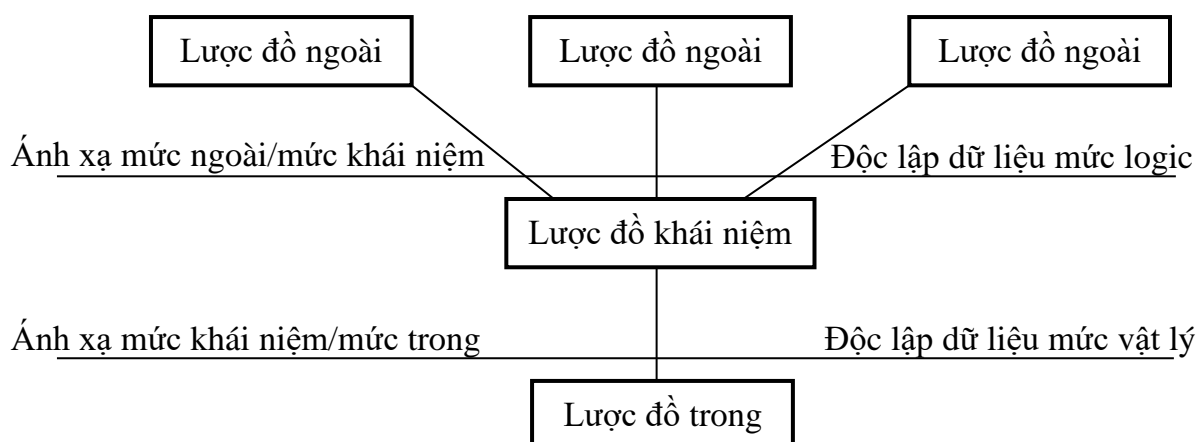 Lược đồ ngoài
Lược đồ ngoài
Lược đồ ngoài
Ánh xạ mức ngoài/mức khái niệm
Độc lập dữ liệu mức logic
Lược đồ khái niệm
Ánh xạ mức khái niệm/mức trong
Độc lập dữ liệu mức vật lý
Lược đồ trong